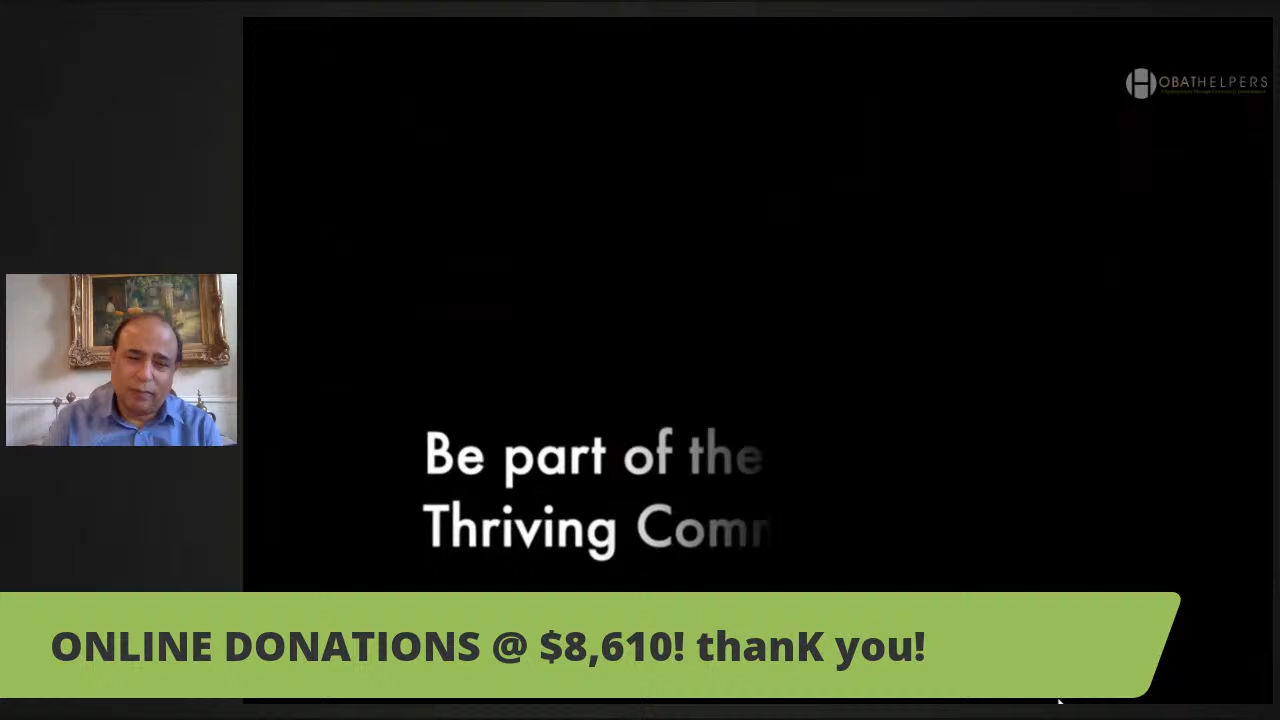 OBATHELPERS
Be part of the
Thriving Com
ONLINE DONATIONS @ $8,610! thanK you!